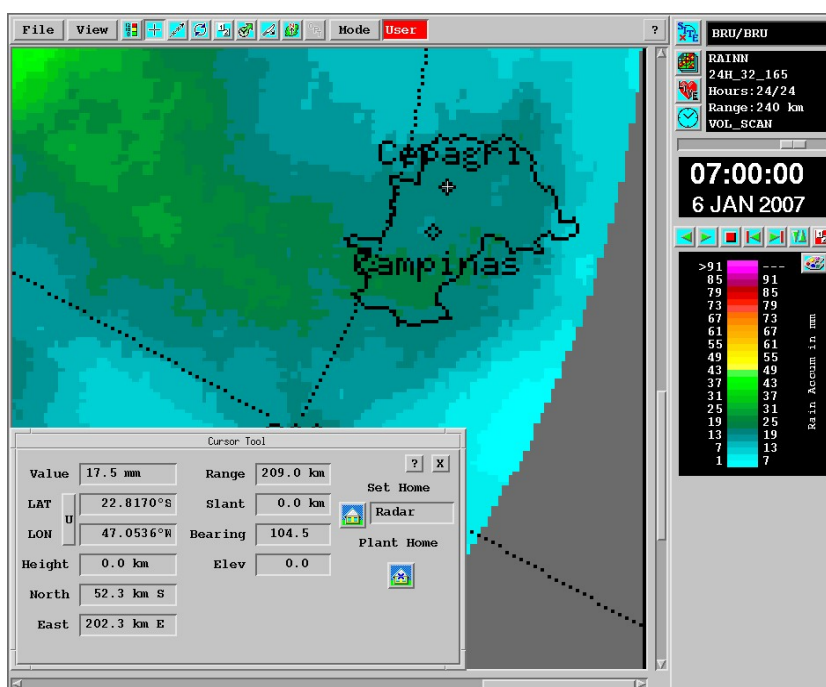 File View Mode User ?
SITE
BRU/BRU
RAINN
24H_32_165
Hours:24/24
Range:240 km
VOL_SCAN
07:00:00
6 JAN 2007
Cepagri
Campinas
>91 ---
85 91
79 85
73 79
67 73
61 67
55 61
49 55
43 49
37 43
31 37
25 31
19 25
13 19
7 13
1 7
Rain Accum in mm
Cursor Tool
? X
Value 17.5 mm
Range 209.0 km
LAT 22.8170°S
Slant 0.0 km
U
LON 47.0536°W
Bearing 104.5
Height 0.0 km
Elev 0.0
North 52.3 km S
East 202.3 km E
Set Home
Radar
Plant Home